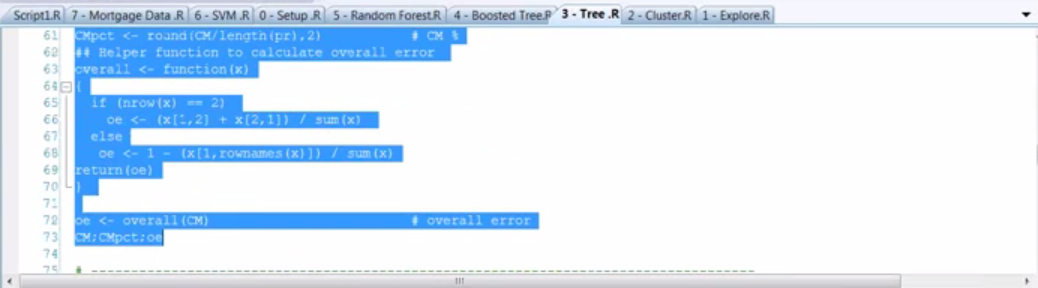 Script1.R 7 - Mortgage Data .R 6 - SVM .R 0 - Setup .R 5 - Random Forest.R 4 - Boosted Tree.R 3 - Tree .R 2 - Cluster.R 1 - Explore.R
61 CMpct <- round(CM/length(pr),2) # CM %
62 ## Helper function to calculate overall error
63 overall <- function(x)
64 {
65 if (nrow(x) == 2)
66 oe <- (x[1,2] + x[2,1]) / sum(x)
67 else
68 oe <- 1 - (x[1,rownames(x)]) / sum(x)
69 return(oe)
70 }
71
72 oe <- overall(CM) # overall error
73 CM;CMpct;oe
74
75 # -----------------------------------------------------------------------------------